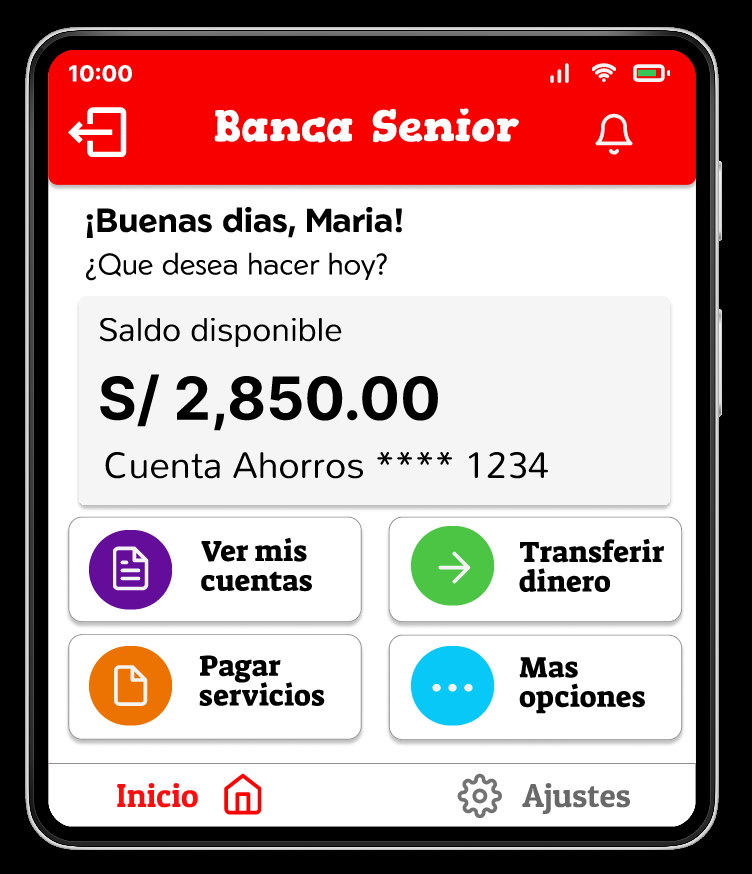 10:00
Banca Senior
¡Buenas dias, Maria!
¿Que desea hacer hoy?
Saldo disponible
S/ 2,850.00
Cuenta Ahorros **** 1234
Ver mis
cuentas
Transferir
dinero
Pagar
servicios
Mas
opciones
Inicio
Ajustes